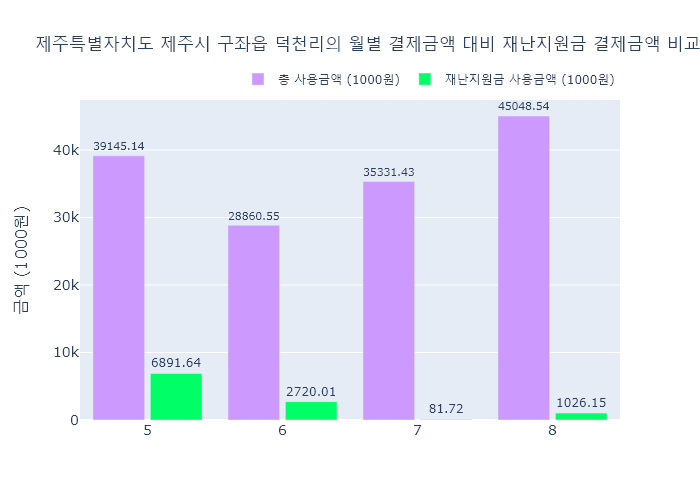 제주특별자치도 제주시 구좌읍 덕천리의 월별 결제금액 대비 재난지원금 결제금액 비교
총 사용금액 (1000원) 재난지원금 사용금액 (1000원)
45048.54
39145.14
35331.43
28860.55
6891.64
2720.01
81.72
1026.15
금액 (1000원)
40k
30k
20k
10k
0
5 6 7 8